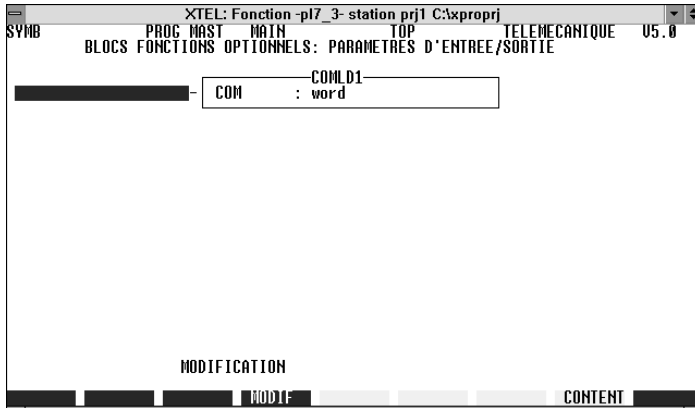 XTEL: Fonction -pl7_3- station prj1 C:\xproprj
SYMB PROG MAST MAIN TOP TELEMECANIQUE V5.0
BLOCS FONCTIONS OPTIONNELS: PARAMETRES D'ENTREE/SORTIE
COMLD1
COM : word
MODIFICATION
MODIF CONTENT